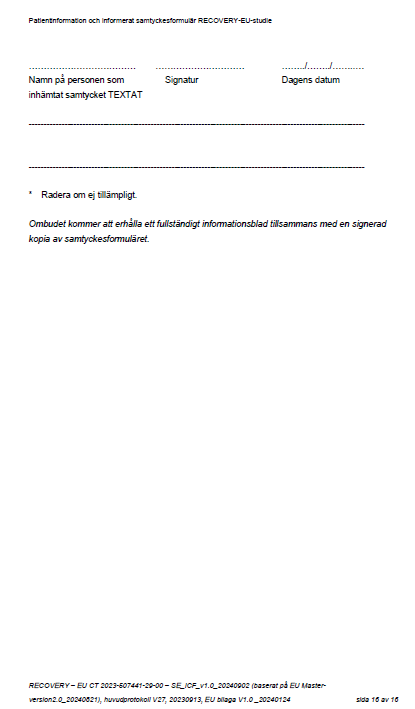 Patientinformation och informerat samtyckesformulär RECOVERY-EU-studie
……………………………… ………………………… ……../……../……….
Namn på personen som Signatur Dagens datum
inhämtat samtycket TEXTAT
------------------------------------------------------------------------------------------------------------------------
------------------------------------------------------------------------------------------------------------------------
* Radera om ej tillämpligt.
Ombudet kommer att erhålla ett fullständigt informationsblad tillsammans med en signerad
kopia av samtyckesformuläret.
RECOVERY – EU CT 2023-507441-29-00 – SE_ICF_v1.0_20240902 (baserat på EU Master-
version2.0_20240621), huvudprotokoll V27, 20230913, EU bilaga V1.0 _20240124 sida 16 av 16